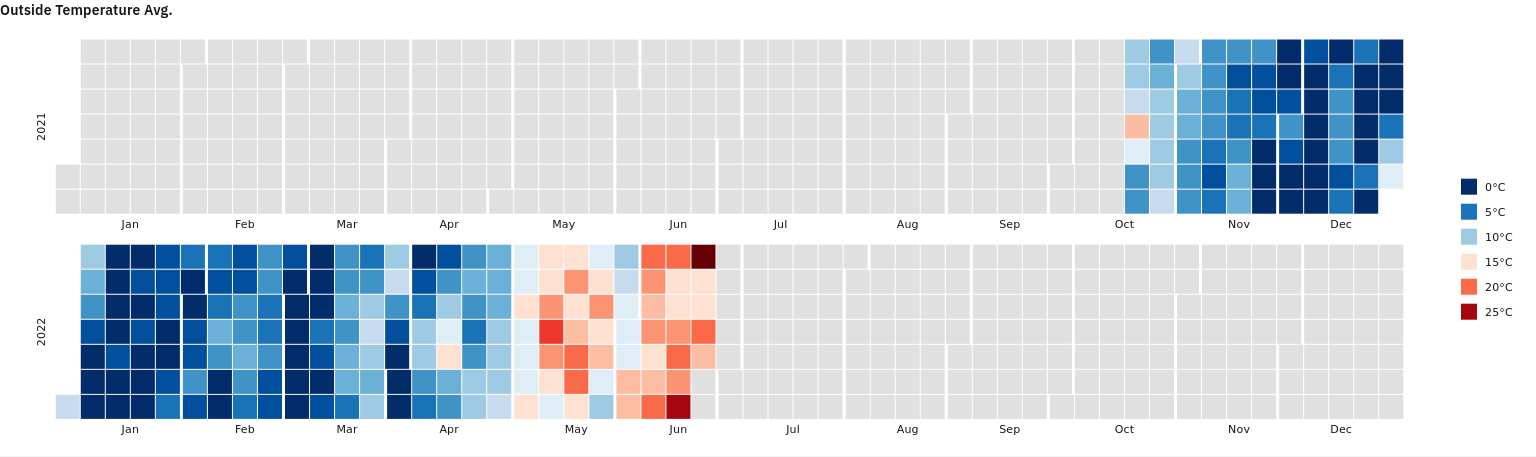 Outside Temperature Avg.
2021
Jan Feb Mar Apr May Jun Jul Aug Sep Oct Nov Dec
2022
Jan Feb Mar Apr May Jun Jul Aug Sep Oct Nov Dec
0°C
5°C
10°C
15°C
20°C
25°C